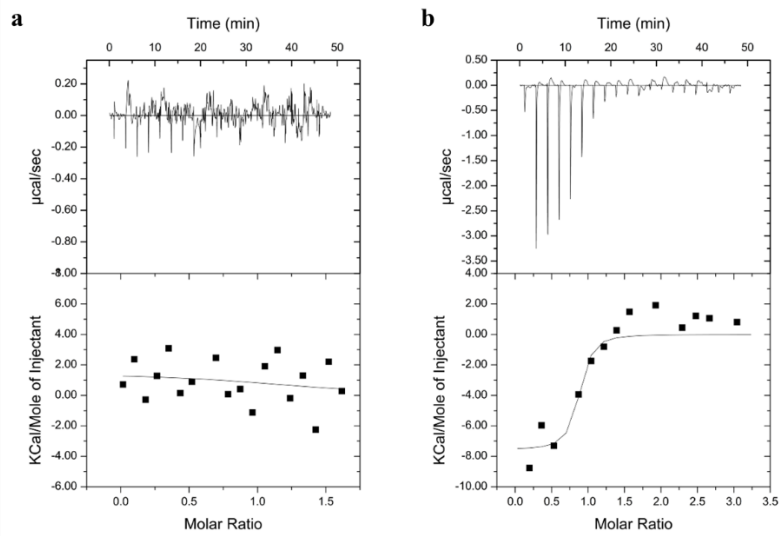 a
Time (min)
0 10 20 30 40 50
0.20
0.00
-0.20
-0.40
-0.60
-0.80
µcal/sec
8.00
6.00
4.00
2.00
0.00
-2.00
-4.00
-6.00
KCal/Mole of Injectant
0.0 0.5 1.0 1.5
Molar Ratio
b
Time (min)
0 10 20 30 40 50
0.50
0.00
-0.50
-1.00
-1.50
-2.00
-2.50
-3.00
-3.50
µcal/sec
4.00
2.00
0.00
-2.00
-4.00
-6.00
-8.00
-10.00
KCal/Mole of Injectant
0.0 0.5 1.0 1.5 2.0 2.5 3.0 3.5
Molar Ratio